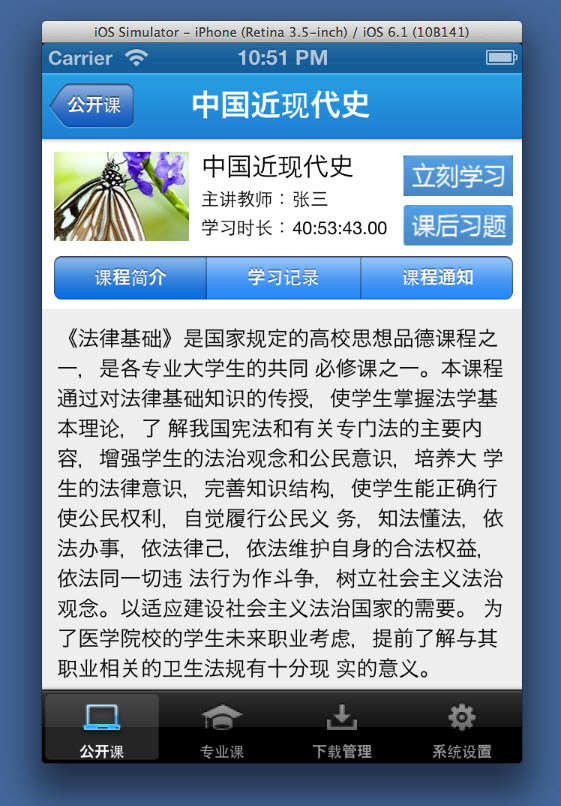 iOS Simulator - iPhone (Retina 3.5-inch) / iOS 6.1 (10B141)
Carrier 10:51 PM
公开课 中国近现代史
中国近现代史
立刻学习
主讲教师：张三
学习时长：40:53:43.00
课后习题
课程简介 学习记录 课程通知
《法律基础》是国家规定的高校思想品德课程之
一，是各专业大学生的共同 必修课之一。本课程
通过对法律基础知识的传授，使学生掌握法学基
本理论，了 解我国宪法和有关专门法的主要内
容，增强学生的法治观念和公民意识，培养大 学
生的法律意识，完善知识结构，使学生能正确行
使公民权利，自觉履行公民义 务，知法懂法，依
法办事，依法律己，依法维护自身的合法权益，
依法同一切违 法行为作斗争，树立社会主义法治
观念。以适应建设社会主义法治国家的需要。 为
了医学院校的学生未来职业考虑，提前了解与其
职业相关的卫生法规有十分现 实的意义。
公开课 专业课 下载管理 系统设置